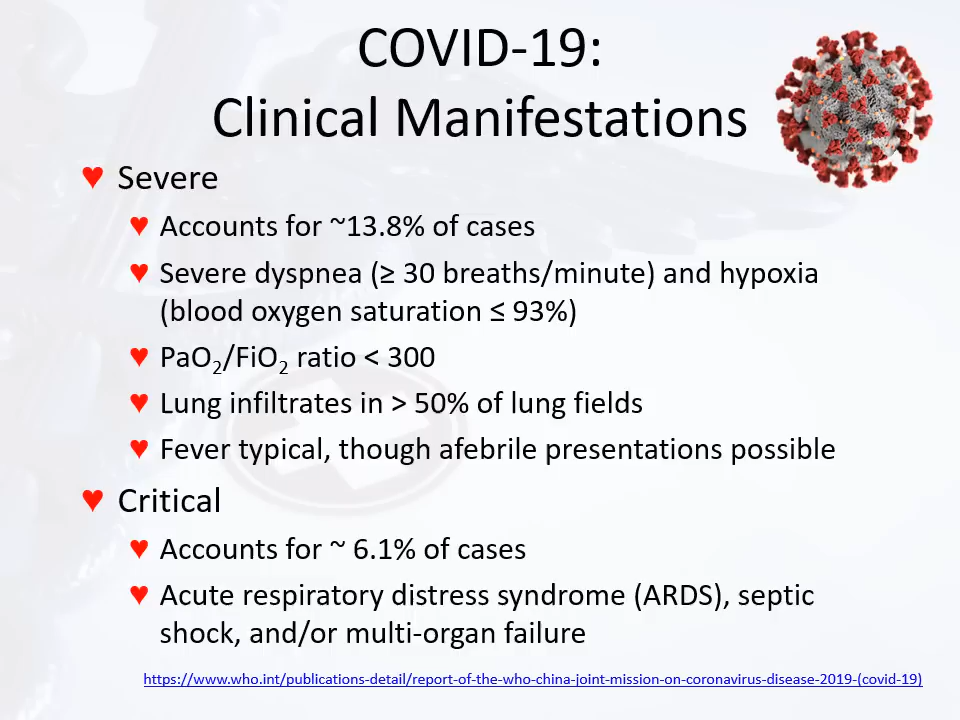 COVID-19:
Clinical Manifestations
♥ Severe
♥ Accounts for ~13.8% of cases
♥ Severe dyspnea (≥ 30 breaths/minute) and hypoxia
(blood oxygen saturation ≤ 93%)
♥ PaO₂/FiO₂ ratio < 300
♥ Lung infiltrates in > 50% of lung fields
♥ Fever typical, though afebrile presentations possible
♥ Critical
♥ Accounts for ~ 6.1% of cases
♥ Acute respiratory distress syndrome (ARDS), septic
shock, and/or multi-organ failure
https://www.who.int/publications-detail/report-of-the-who-china-joint-mission-on-coronavirus-disease-2019-(covid-19)